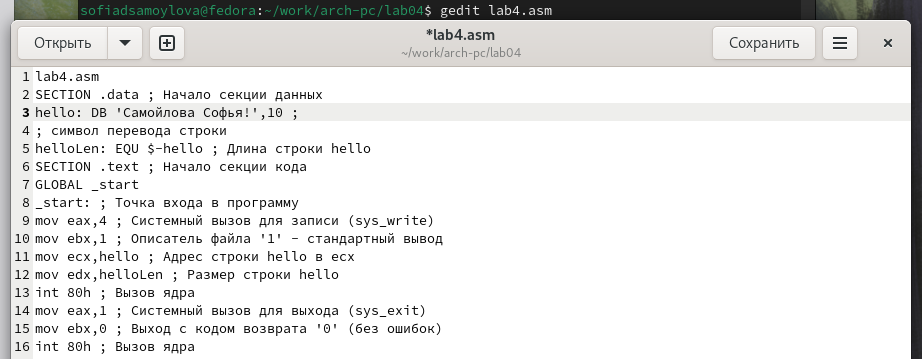 sofiadsamoylova@fedora:~/work/arch-pc/lab04$ gedit lab4.asm
Открыть
*lab4.asm
~/work/arch-pc/lab04
Сохранить
1 lab4.asm
2 SECTION .data ; Начало секции данных
3 hello: DB 'Самойлова Софья!',10 ;
4 ; символ перевода строки
5 helloLen: EQU $-hello ; Длина строки hello
6 SECTION .text ; Начало секции кода
7 GLOBAL _start
8 _start: ; Точка входа в программу
9 mov eax,4 ; Системный вызов для записи (sys_write)
10 mov ebx,1 ; Описатель файла '1' - стандартный вывод
11 mov ecx,hello ; Адрес строки hello в ecx
12 mov edx,helloLen ; Размер строки hello
13 int 80h ; Вызов ядра
14 mov eax,1 ; Системный вызов для выхода (sys_exit)
15 mov ebx,0 ; Выход с кодом возврата '0' (без ошибок)
16 int 80h ; Вызов ядра